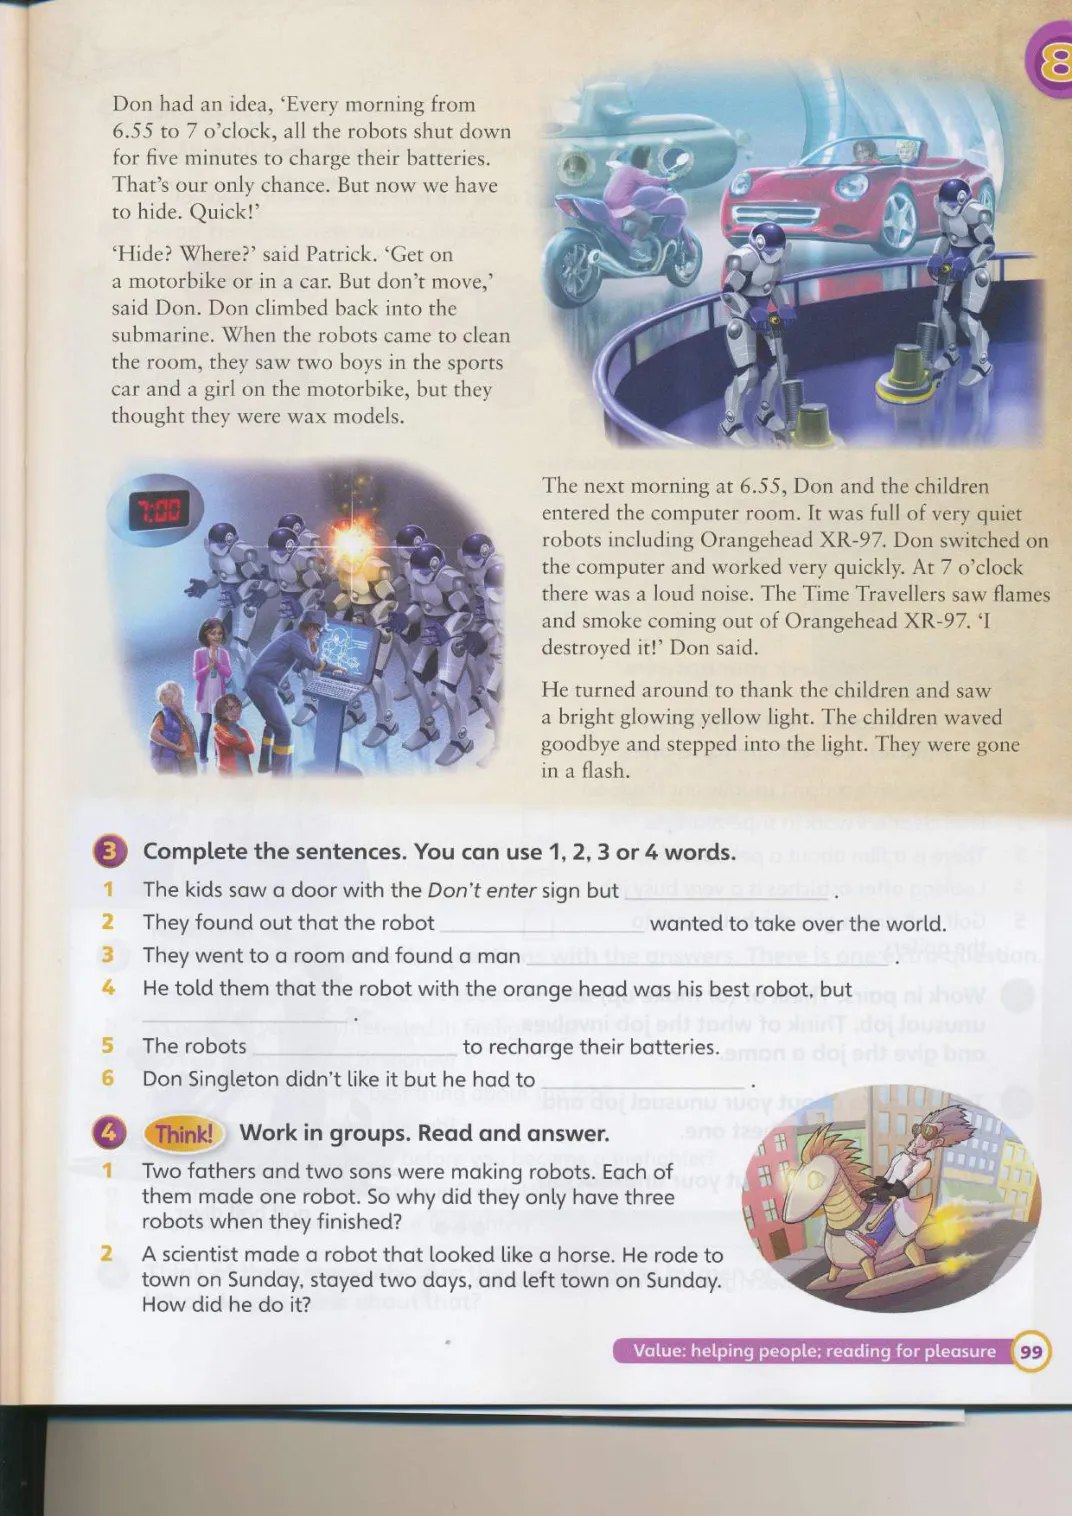 8
Don had an idea, ‘Every morning from
6.55 to 7 o’clock, all the robots shut down
for five minutes to charge their batteries.
That’s our only chance. But now we have
to hide. Quick!’
‘Hide? Where?’ said Patrick. ‘Get on
a motorbike or in a car. But don’t move,’
said Don. Don climbed back into the
submarine. When the robots came to clean
the room, they saw two boys in the sports
car and a girl on the motorbike, but they
thought they were wax models.
7:00
The next morning at 6.55, Don and the children
entered the computer room. It was full of very quiet
robots including Orangehead XR-97. Don switched on
the computer and worked very quickly. At 7 o’clock
there was a loud noise. The Time Travellers saw flames
and smoke coming out of Orangehead XR-97. ‘I
destroyed it!’ Don said.
He turned around to thank the children and saw
a bright glowing yellow light. The children waved
goodbye and stepped into the light. They were gone
in a flash.
3 Complete the sentences. You can use 1, 2, 3 or 4 words.
1 The kids saw a door with the Don’t enter sign but ____________________ .
2 They found out that the robot ____________________ wanted to take over the world.
3 They went to a room and found a man ____________________ .
4 He told them that the robot with the orange head was his best robot, but
____________________ .
5 The robots ____________________ to recharge their batteries.
6 Don Singleton didn’t like it but he had to ____________________ .
4 Think! Work in groups. Read and answer.
1 Two fathers and two sons were making robots. Each of
them made one robot. So why did they only have three
robots when they finished?
2 A scientist made a robot that looked like a horse. He rode to
town on Sunday, stayed two days, and left town on Sunday.
How did he do it?
Value: helping people; reading for pleasure 99